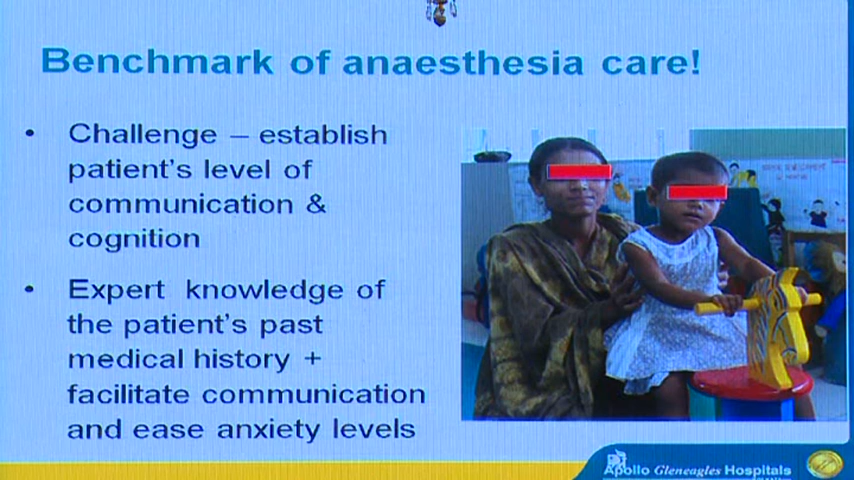 Benchmark of anaesthesia care!
• Challenge – establish
patient's level of
communication &
cognition
• Expert knowledge of
the patient's past
medical history +
facilitate communication
and ease anxiety levels
Apollo Gleneagles Hospitals